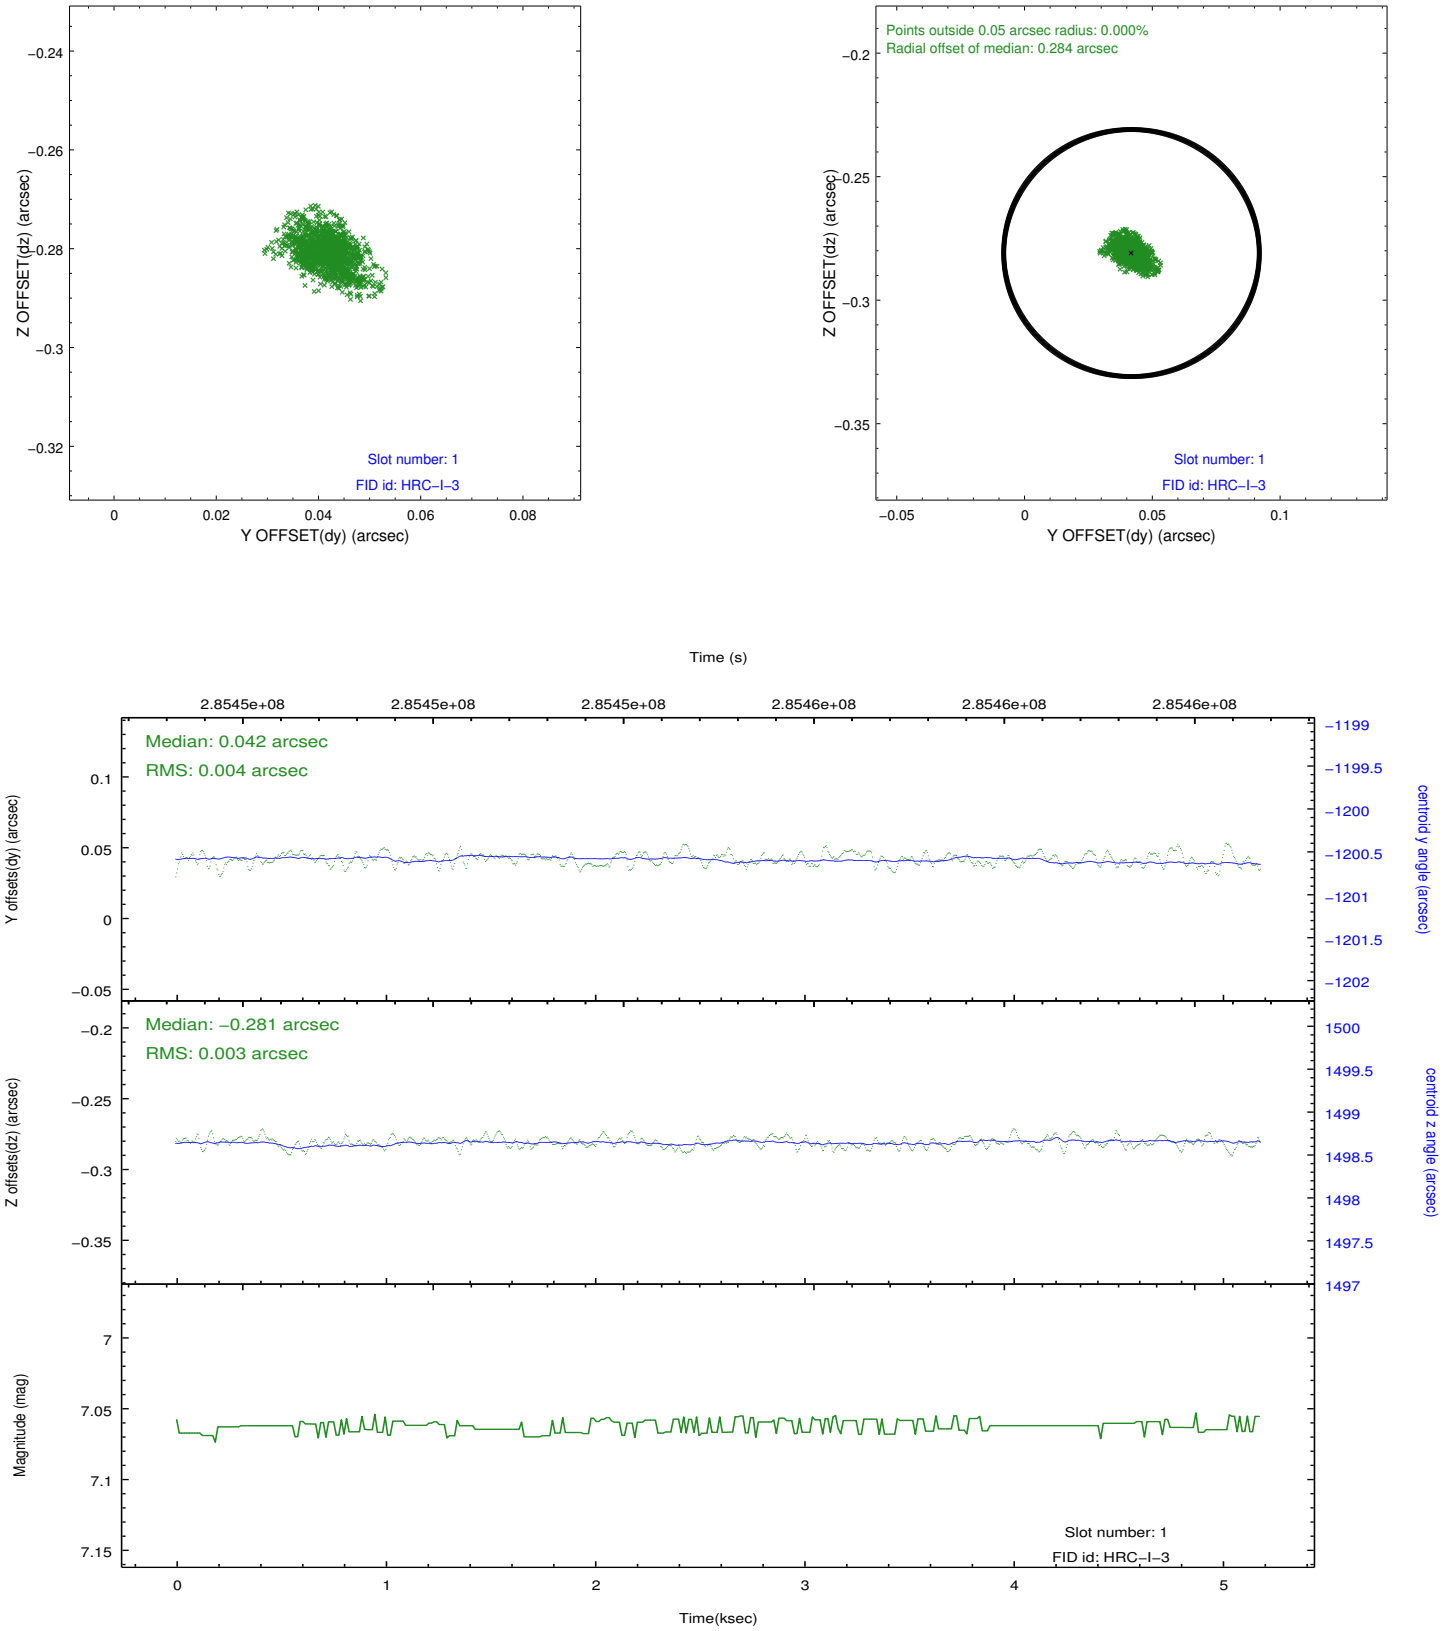 −0.24
−0.26
−0.28
−0.3
−0.32
Z OFFSET(dz) (arcsec)
Slot number: 1
FID id: HRC−I−3
0 0.02 0.04 0.06 0.08
Y OFFSET(dy) (arcsec)
Points outside 0.05 arcsec radius: 0.000%
Radial offset of median: 0.284 arcsec
−0.2
−0.25
−0.3
−0.35
Z OFFSET(dz) (arcsec)
Slot number: 1
FID id: HRC−I−3
−0.05 0 0.05 0.1
Y OFFSET(dy) (arcsec)
Time (s)
2.8545e+08 2.8545e+08 2.8545e+08 2.8546e+08 2.8546e+08 2.8546e+08
Median: 0.042 arcsec
RMS: 0.004 arcsec
0.1
0.05
0
−0.05
Y offsets(dy) (arcsec)
−1199
−1199.5
−1200
−1200.5
−1201
−1201.5
−1202
centroid y angle (arcsec)
Median: −0.281 arcsec
RMS: 0.003 arcsec
−0.2
−0.25
−0.3
−0.35
Z offsets(dz) (arcsec)
1500
1499.5
1499
1498.5
1498
1497.5
1497
centroid z angle (arcsec)
7
7.05
7.1
7.15
Magnitude (mag)
Slot number: 1
FID id: HRC−I−3
0 1 2 3 4 5
Time(ksec)